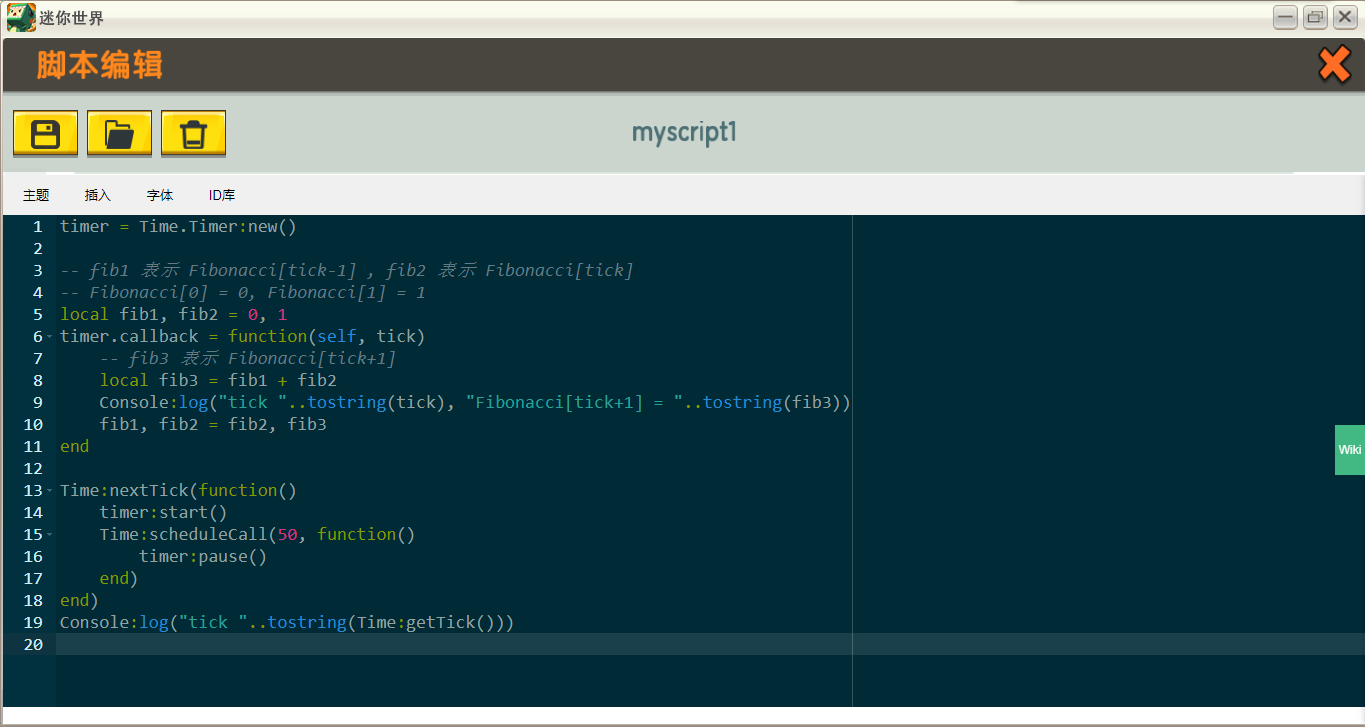 迷你世界
脚本编辑
myscript1
主题 插入 字体 ID库
1 timer = Time.Timer:new()
2
3 -- fib1 表示 Fibonacci[tick-1] , fib2 表示 Fibonacci[tick]
4 -- Fibonacci[0] = 0, Fibonacci[1] = 1
5 local fib1, fib2 = 0, 1
6 timer.callback = function(self, tick)
7     -- fib3 表示 Fibonacci[tick+1]
8     local fib3 = fib1 + fib2
9     Console:log("tick "..tostring(tick), "Fibonacci[tick+1] = "..tostring(fib3))
10     fib1, fib2 = fib2, fib3
11 end
12
13 Time:nextTick(function()
14     timer:start()
15     Time:scheduleCall(50, function()
16         timer:pause()
17     end)
18 end)
19 Console:log("tick "..tostring(Time:getTick()))
20
Wiki